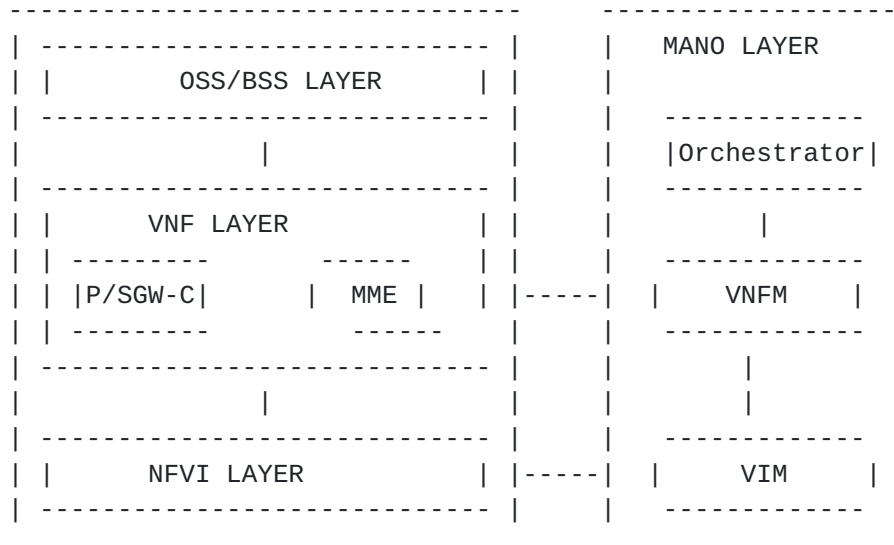 MANO LAYER
OSS/BSS LAYER
Orchestrator
VNF LAYER
P/SGW-C MME VNFM
NFVI LAYER VIM